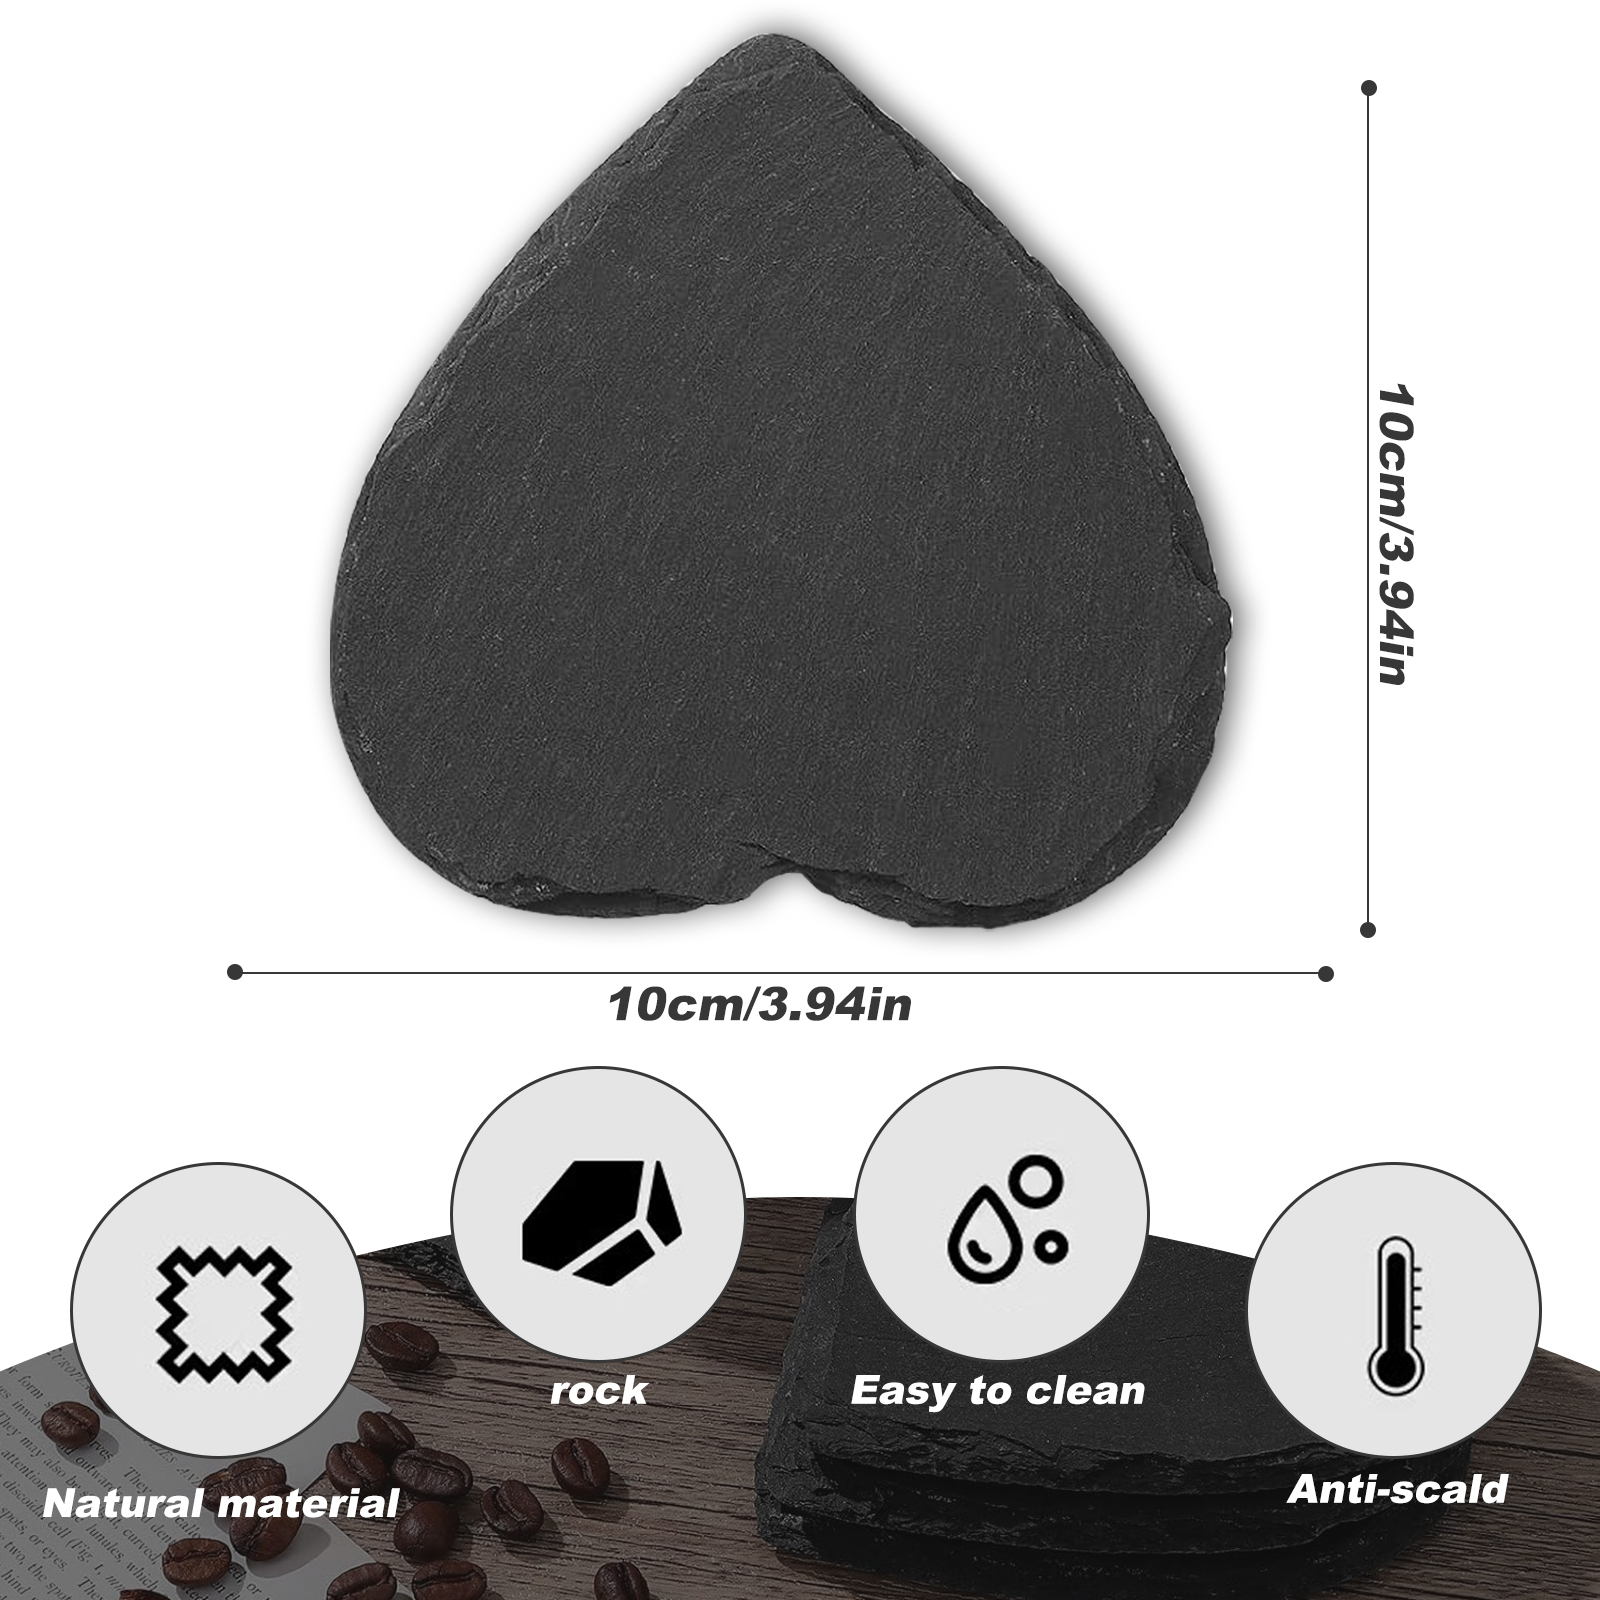 10cm/3.94in
10cm/3.94in
rock
Easy to clean
Natural material
Anti-scald